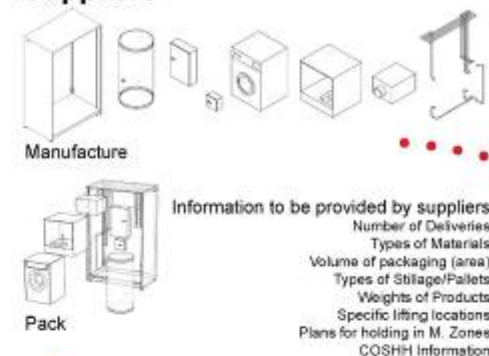 Manufacture
Information to be provided by suppliers
Number of Deliveries
Types of Materials
Volume of packaging (area)
Types of Stillage/Pallets
Weights of Products
Specific lifting locations
Plans for holding in M. Zones
COSHH Information
Pack